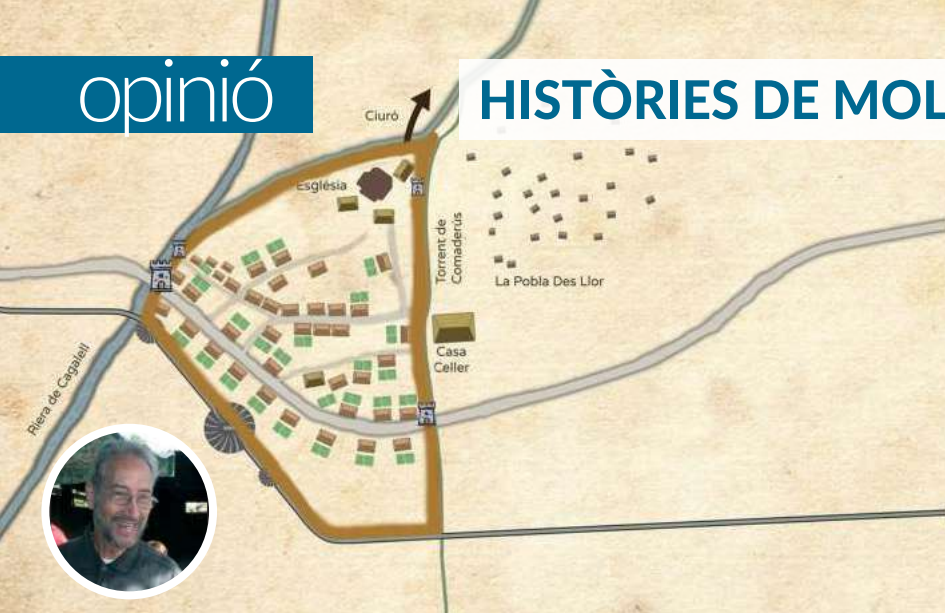 opinió
HISTÒRIES DE MOL
Ciuró
Església
Torrent de
Comaderús
La Pobla Des Llor
Casa
Celler
Riera de Cagalell